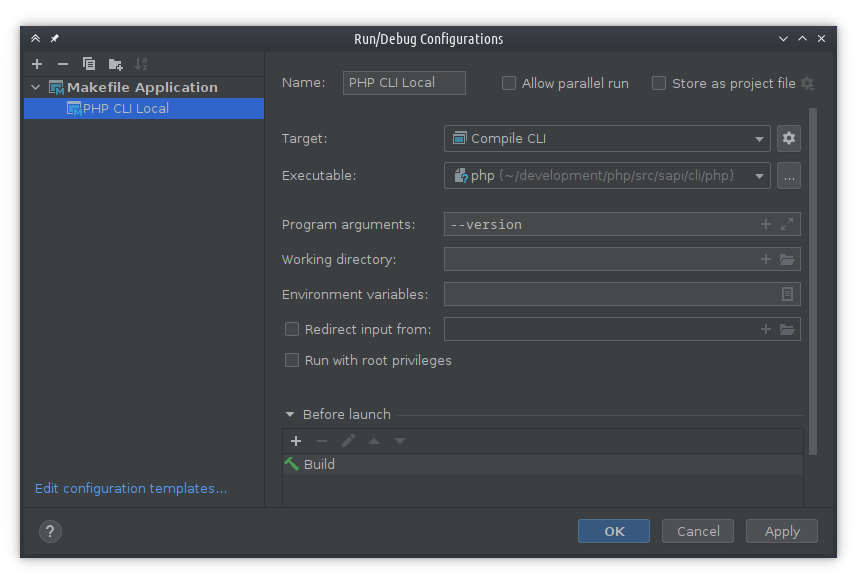 Run/Debug Configurations
Makefile Application
PHP CLI Local
Edit configuration templates...
Name: PHP CLI Local Allow parallel run Store as project file
Target: Compile CLI
Executable: php (~/development/php/src/sapi/cli/php) ...
Program arguments: --version
Working directory:
Environment variables:
Redirect input from:
Run with root privileges
Before launch
Build
? OK Cancel Apply